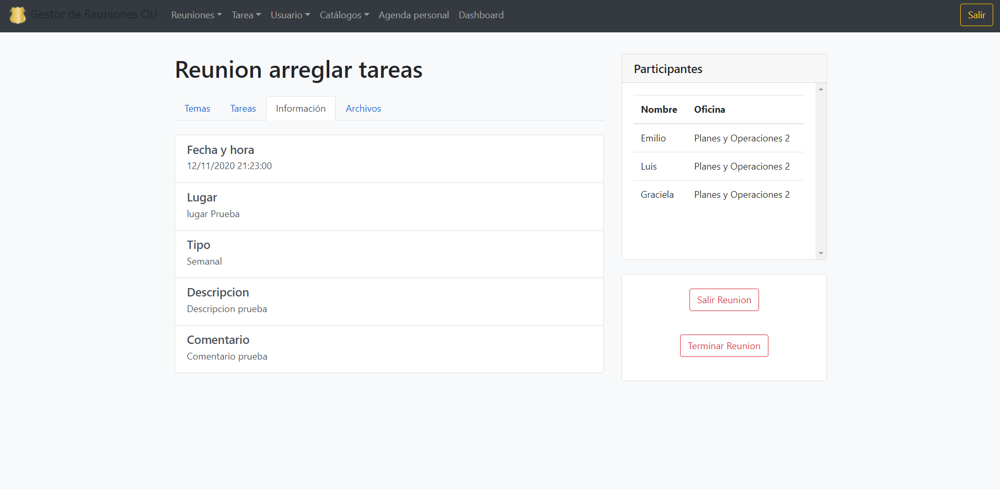 Gestor de Reuniones OIJ Reuniones Tarea Usuario Catálogos Agenda personal Dashboard Salir
Reunion arreglar tareas
Temas Tareas Información Archivos
Fecha y hora
12/11/2020 21:23:00
Lugar
lugar Prueba
Tipo
Semanal
Descripcion
Descripcion prueba
Comentario
Comentario prueba
Participantes
Nombre Oficina
Emilio Planes y Operaciones 2
Luis Planes y Operaciones 2
Graciela Planes y Operaciones 2
Salir Reunion
Terminar Reunion